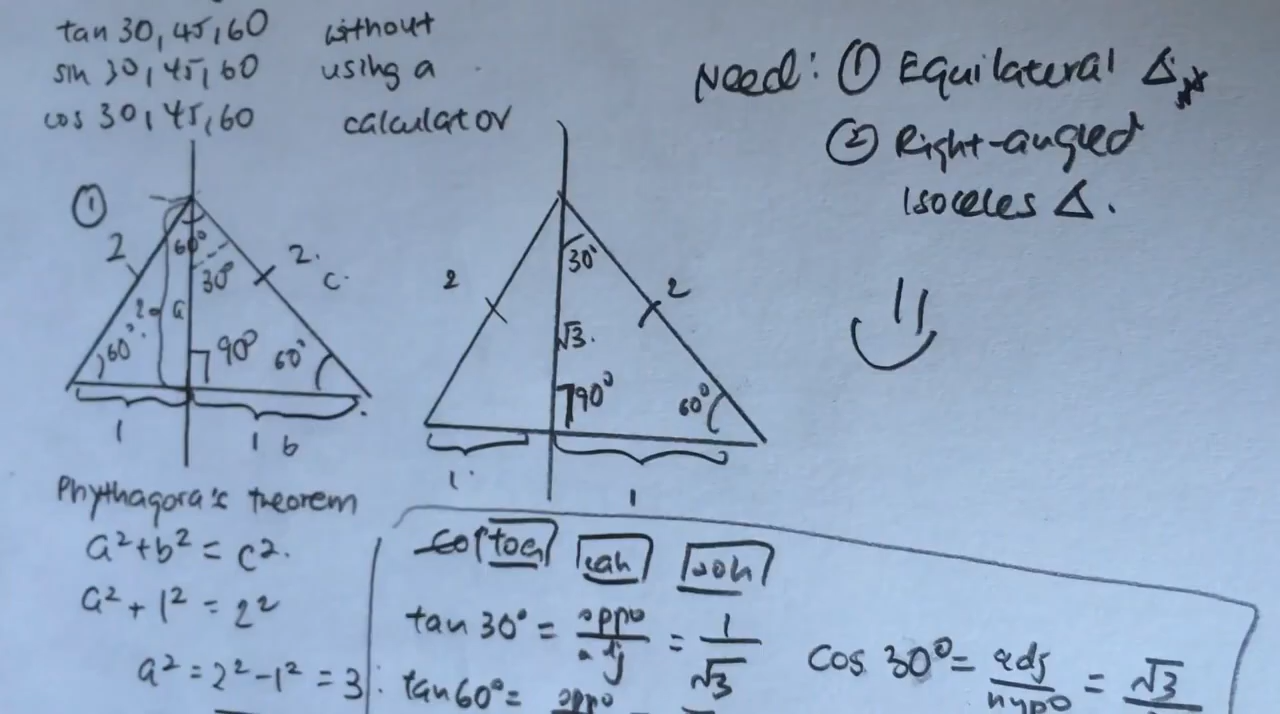 tan 30, 45, 60 without
sin 30, 45, 60 using a
cos 30, 45, 60 calculator
Need: ① Equilateral Δ
② Right-angled
Isoceles Δ.
①
2
60°
30°
2.
c.
a
60°
90°
60°
1
1 b
30°
2
2
√3.
90°
60°
1
1
Phythagora's theorem
a²+b² = c².
a² + 1² = 2²
a² = 2² - 1² = 3
toa cah soh
tan 30° = oppo/adj = 1/√3
cos 30° = adj/hypo = √3
tan 60° = oppo